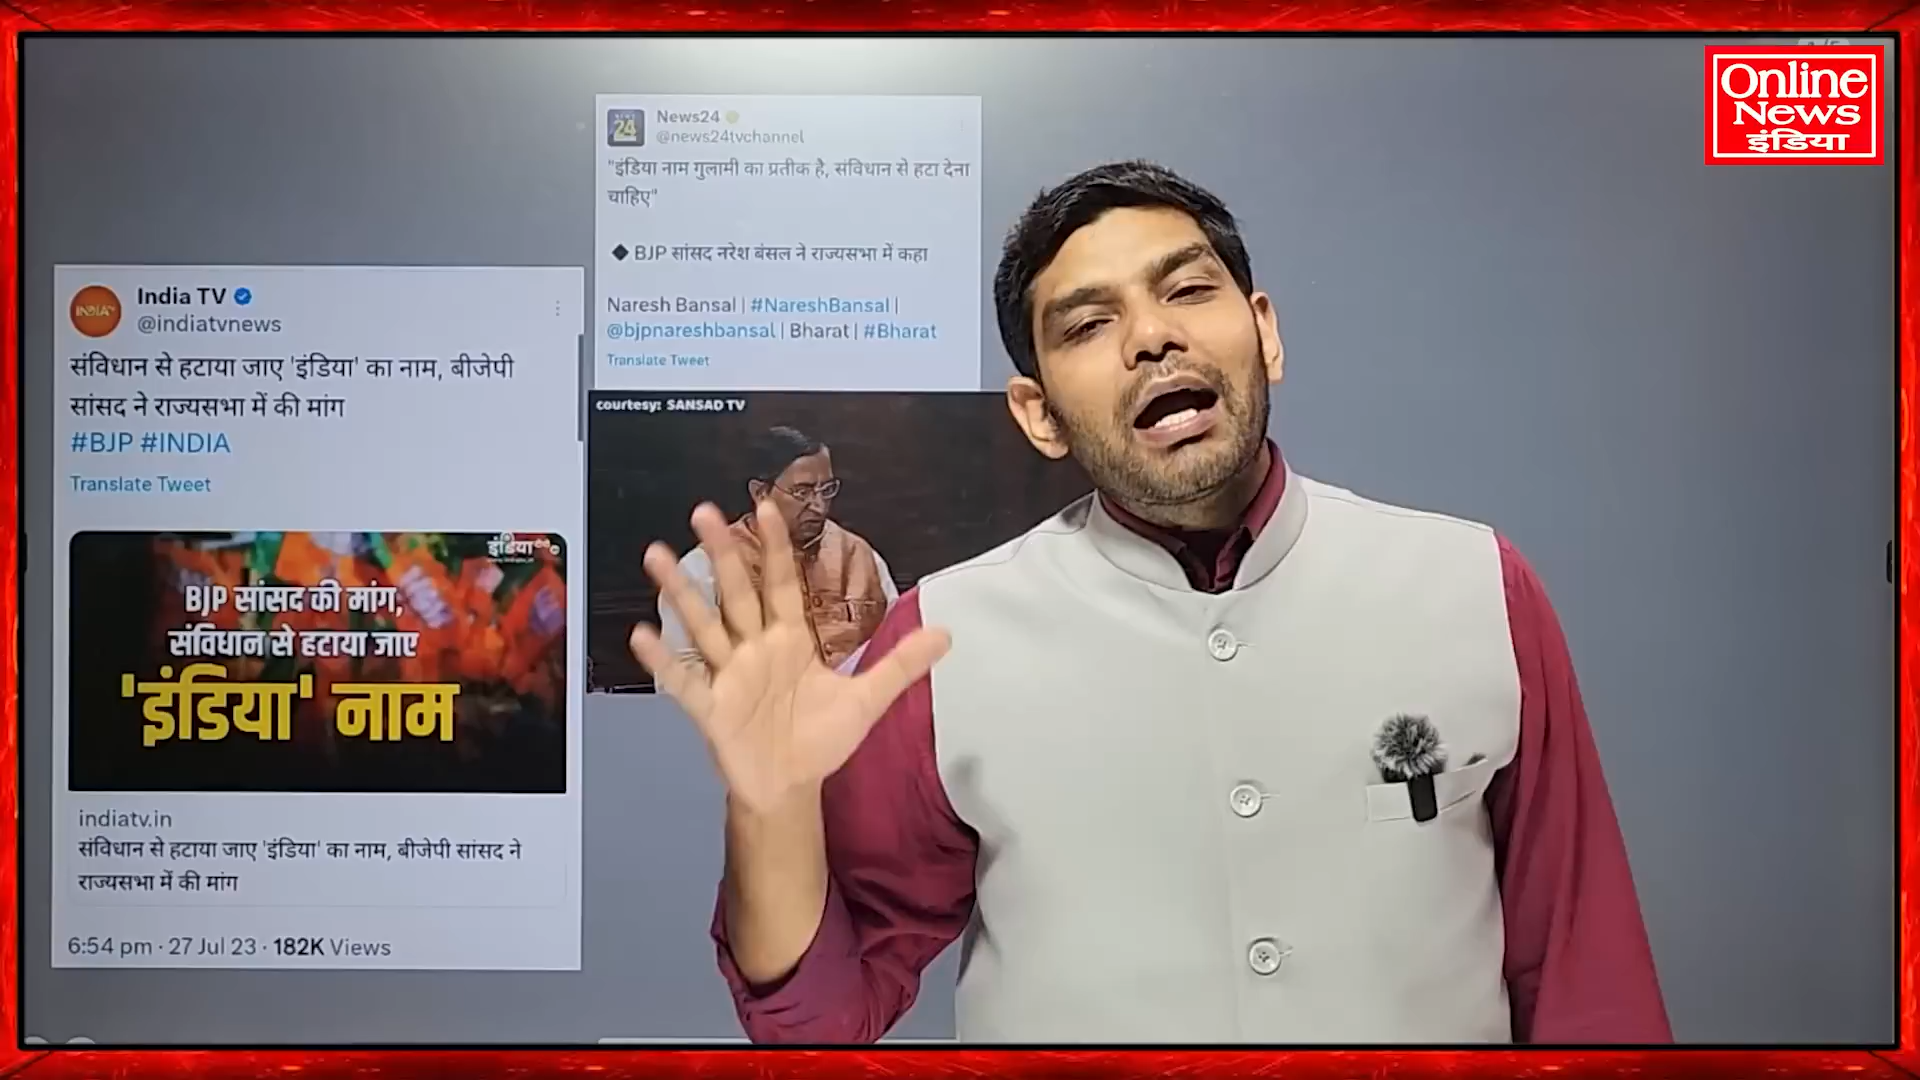 Online
News
इंडिया
News24
@news24tvchannel
"इंडिया नाम गुलामी का प्रतीक है, संविधान से हटा देना
चाहिए"
◆ BJP सांसद नरेश बंसल ने राज्यसभा में कहा
Naresh Bansal | #NareshBansal |
@bjpnareshbansal | Bharat | #Bharat
Translate Tweet
courtesy: SANSAD TV
India TV
@indiatvnews
संविधान से हटाया जाए 'इंडिया' का नाम, बीजेपी
सांसद ने राज्यसभा में की मांग
#BJP #INDIA
Translate Tweet
इंडिया
BJP सांसद की मांग,
संविधान से हटाया जाए
'इंडिया' नाम
indiatv.in
संविधान से हटाया जाए 'इंडिया' का नाम, बीजेपी सांसद ने
राज्यसभा में की मांग
6:54 pm · 27 Jul 23 · 182K Views